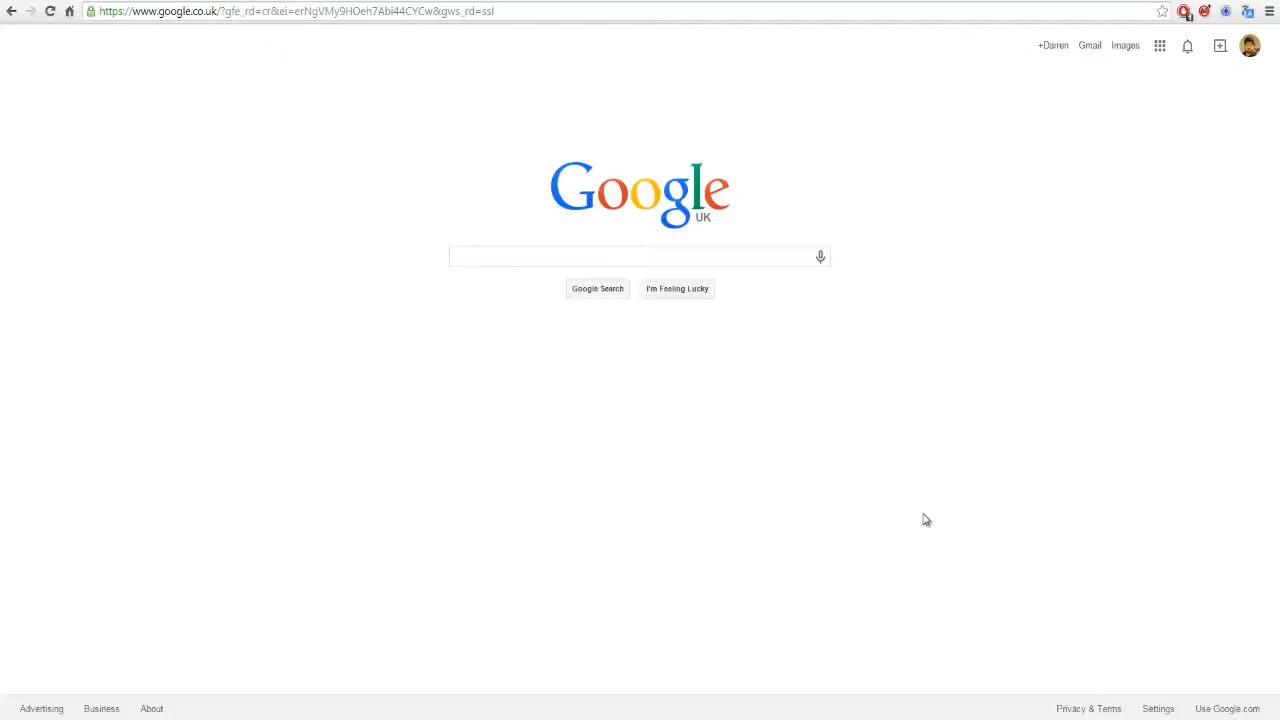 https://www.google.co.uk/?gfe_rd=cr&ei=erNgVMy9HOeh7Abi44CYCw&gws_rd=ssl
+Darren Gmail Images
Google
UK
Google Search I'm Feeling Lucky
Advertising Business About Privacy & Terms Settings Use Google.com